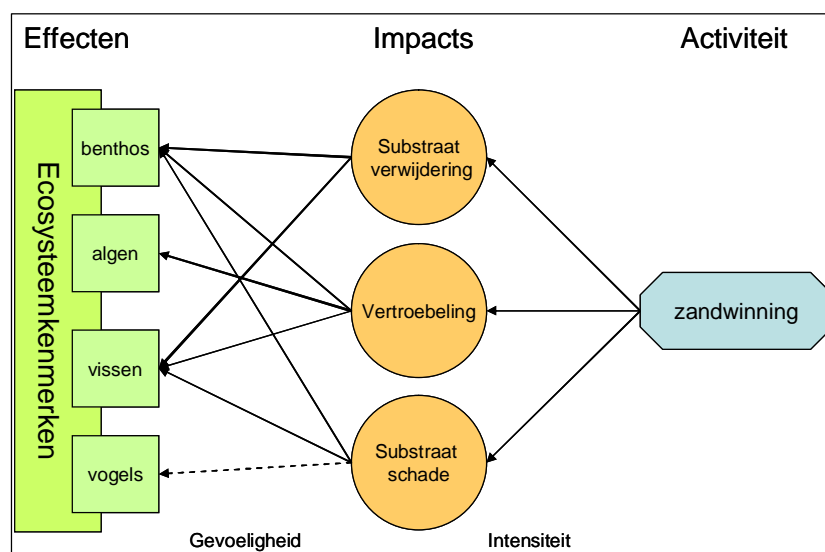 Effecten
Impacts
Activiteit
Ecosysteemkenmerken
benthos
algen
vissen
vogels
Substraat
verwijdering
Vertroebeling
Substraat
schade
zandwinning
Gevoeligheid
Intensiteit